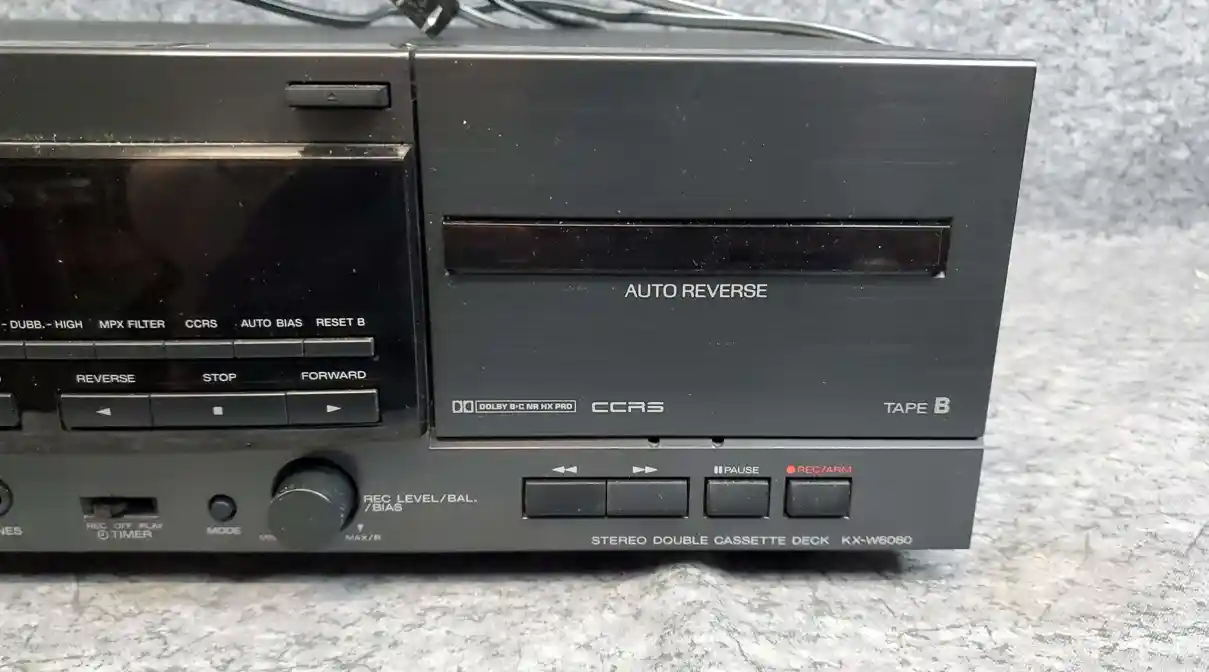 - DUBB.- HIGH MPX FILTER CCRS AUTO BIAS RESET B
REVERSE STOP FORWARD
AUTO REVERSE
DOLBY B·C NR HX PRO CCRS
TAPE B
REC LEVEL/BAL.
/BIAS
MAX/R
REC OFF PLAY
TIMER
MODE
PAUSE
REC/ARM
STEREO DOUBLE CASSETTE DECK KX-W6060